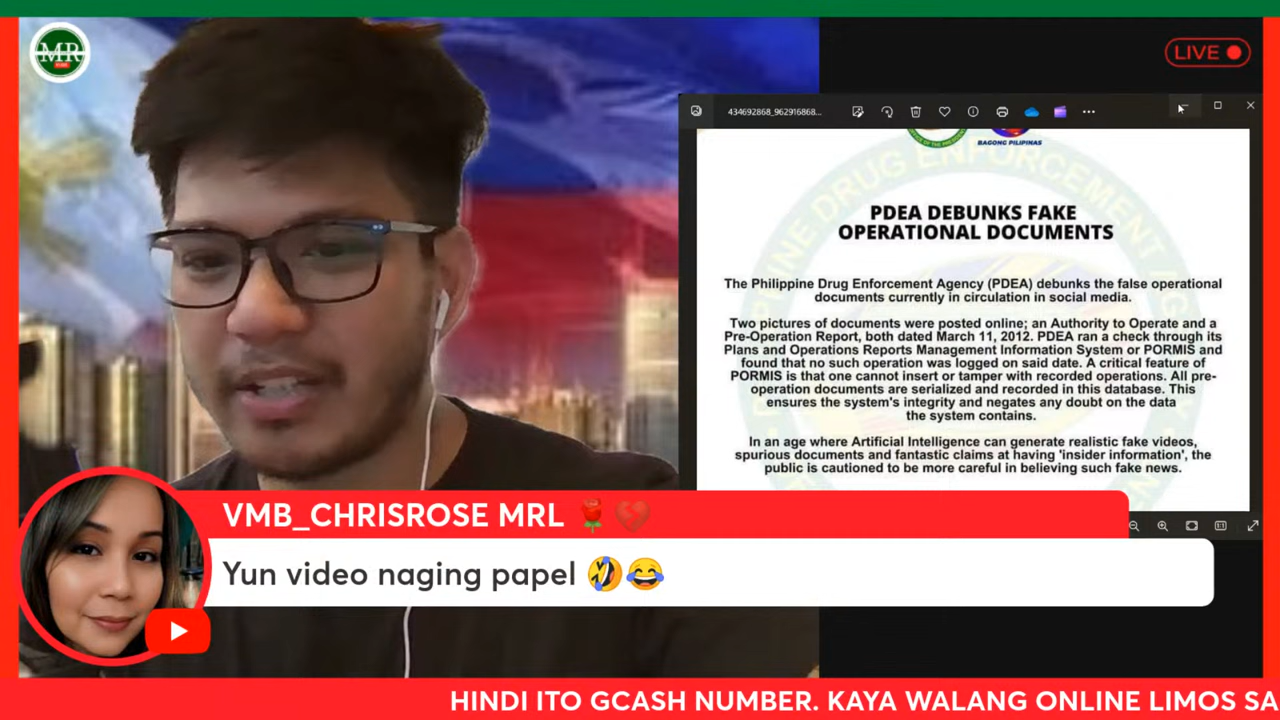 MR
LIVE
434692868_962916868...
BAGONG PILIPINAS
PDEA DEBUNKS FAKE
OPERATIONAL DOCUMENTS
The Philippine Drug Enforcement Agency (PDEA) debunks the false operational
documents currently in circulation in social media.
Two pictures of documents were posted online; an Authority to Operate and a
Pre-Operation Report, both dated March 11, 2012. PDEA ran a check through its
Plans and Operations Reports Management Information System or PORMIS and
found that no such operation was logged on said date. A critical feature of
PORMIS is that one cannot insert or tamper with recorded operations. All pre-
operation documents are serialized and recorded in this database. This
ensures the system's integrity and negates any doubt on the data
the system contains.
In an age where Artificial Intelligence can generate realistic fake videos,
spurious documents and fantastic claims at having 'insider information', the
public is cautioned to be more careful in believing such fake news.
VMB_CHRISROSE MRL 🌹 💔
Yun video naging papel 🤣😂
HINDI ITO GCASH NUMBER. KAYA WALANG ONLINE LIMOS SA